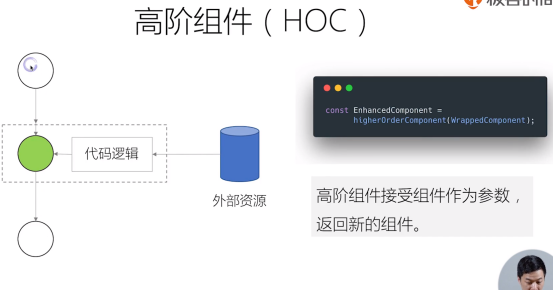 高阶组件（HOC）
代码逻辑
外部资源
const EnhancedComponent =
higherOrderComponent(WrappedComponent);
高阶组件接受组件作为参数，
返回新的组件。